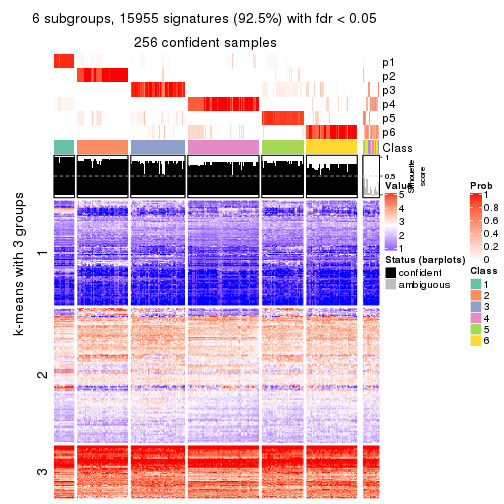 6 subgroups, 15955 signatures (92.5%) with fdr < 0.05
256 confident samples
p1
p2
p3
p4
p5
p6
Class
1
0.5
0
Silhouette
score
k-means with 3 groups
1
2
3
Value
5
4
3
2
1
Status (barplots)
confident
ambiguous
Prob
1
0.8
0.6
0.4
0.2
0
Class
1
2
3
4
5
6